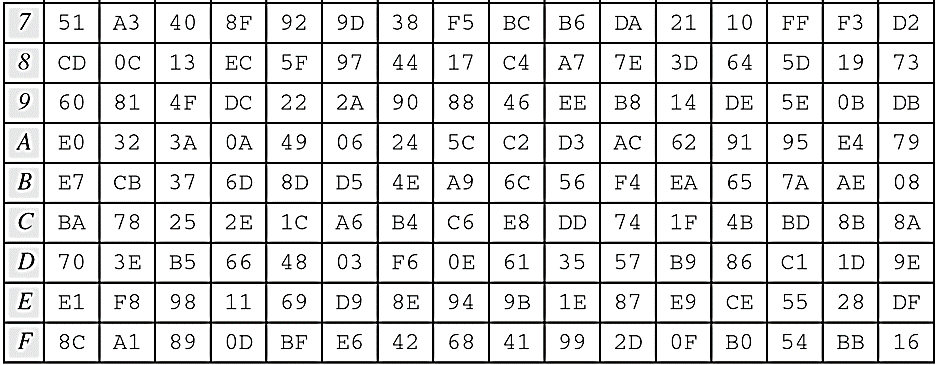 7 51 A3 40 8F 92 9D 38 F5 BC B6 DA 21 10 FF F3 D2
8 CD 0C 13 EC 5F 97 44 17 C4 A7 7E 3D 64 5D 19 73
9 60 81 4F DC 22 2A 90 88 46 EE B8 14 DE 5E 0B DB
A E0 32 3A 0A 49 06 24 5C C2 D3 AC 62 91 95 E4 79
B E7 CB 37 6D 8D D5 4E A9 6C 56 F4 EA 65 7A AE 08
C BA 78 25 2E 1C A6 B4 C6 E8 DD 74 1F 4B BD 8B 8A
D 70 3E B5 66 48 03 F6 0E 61 35 57 B9 86 C1 1D 9E
E E1 F8 98 11 69 D9 8E 94 9B 1E 87 E9 CE 55 28 DF
F 8C A1 89 0D BF E6 42 68 41 99 2D 0F B0 54 BB 16